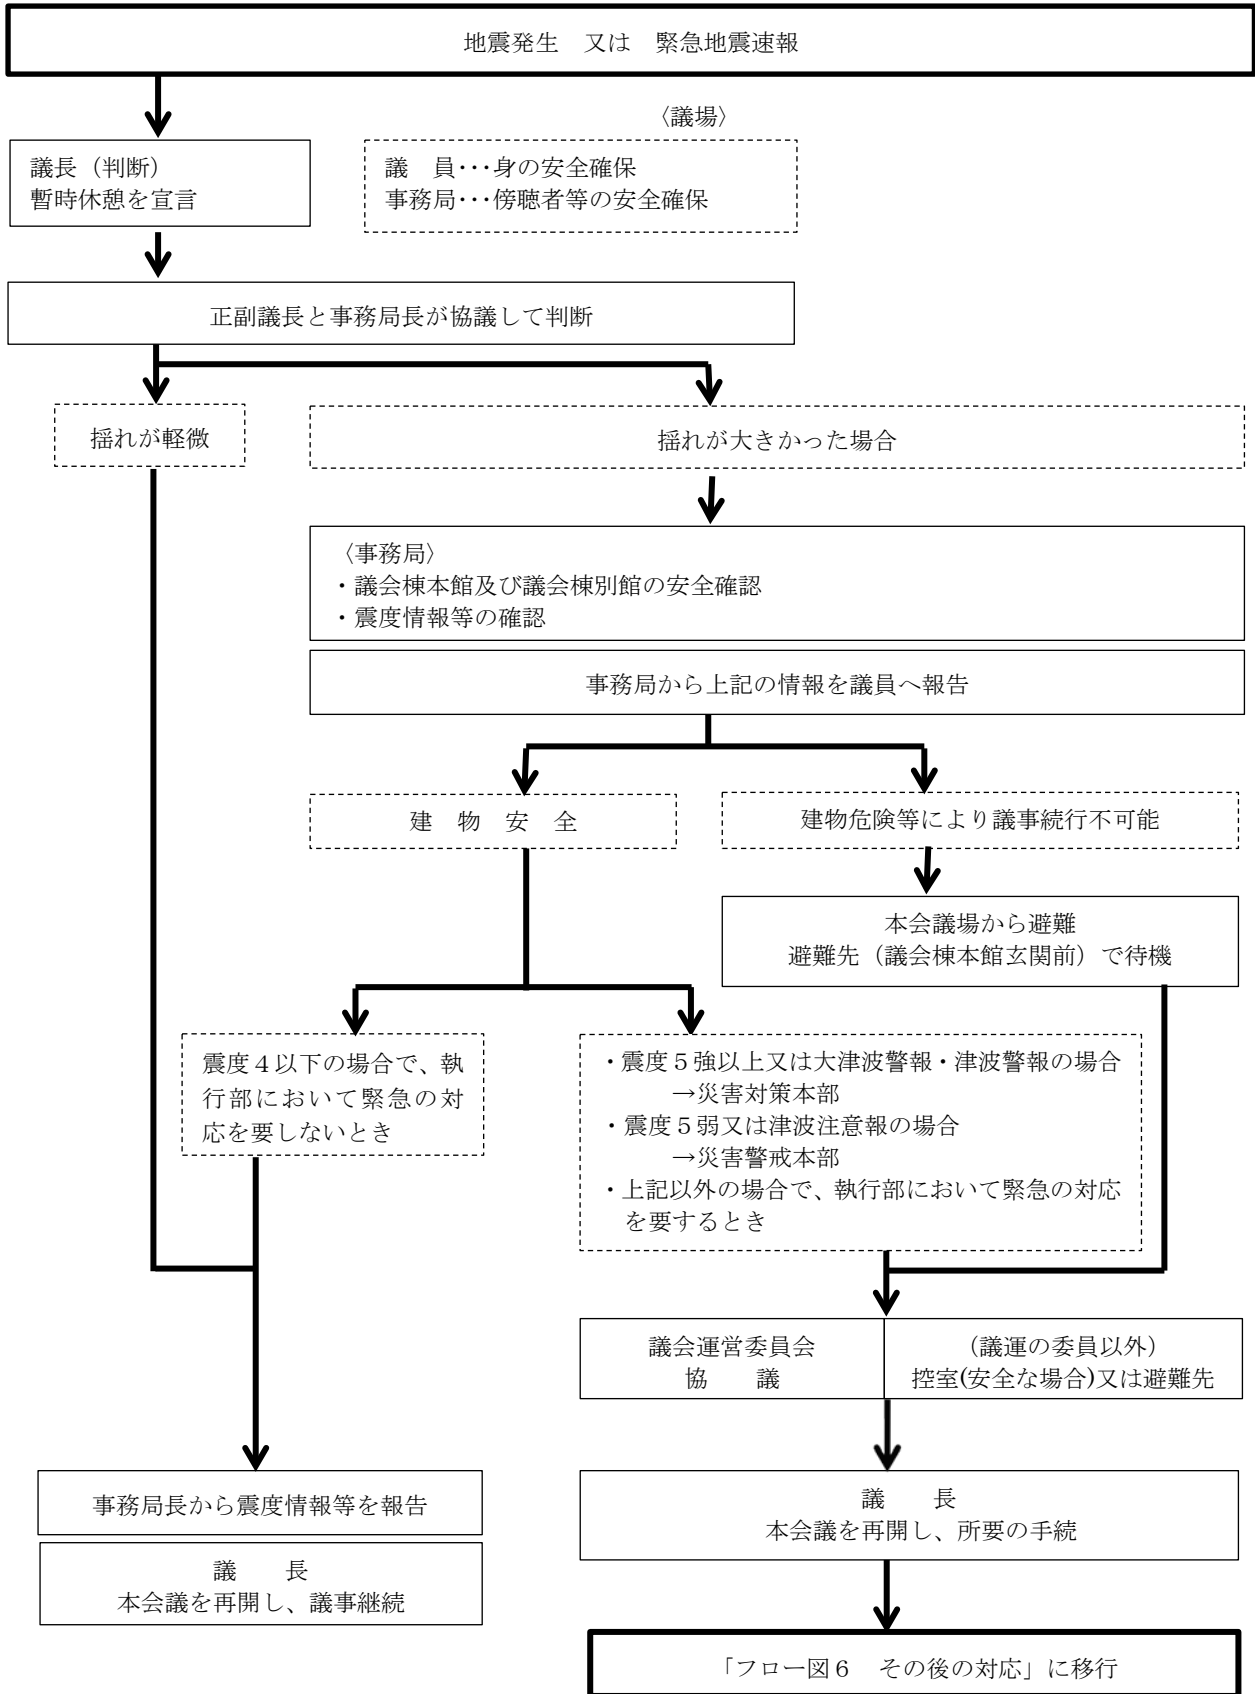 地震発生　又は　緊急地震速報
〈議場〉
議長（判断）
暫時休憩を宣言
議　員･･･身の安全確保
事務局･･･傍聴者等の安全確保
正副議長と事務局長が協議して判断
揺れが軽微
揺れが大きかった場合
〈事務局〉
・議会棟本館及び議会棟別館の安全確認
・震度情報等の確認
事務局から上記の情報を議員へ報告
建　物　安　全
建物危険等により議事続行不可能
本会議場から避難
避難先（議会棟本館玄関前）で待機
震度４以下の場合で、執
行部において緊急の対
応を要しないとき
・震度５強以上又は大津波警報・津波警報の場合
→災害対策本部
・震度５弱又は津波注意報の場合
→災害警戒本部
・上記以外の場合で、執行部において緊急の対応
を要するとき
議会運営委員会
協　　議
（議運の委員以外）
控室(安全な場合)又は避難先
事務局長から震度情報等を報告
議　　長
本会議を再開し、議事継続
議　　長
本会議を再開し、所要の手続
「フロー図６　その後の対応」に移行